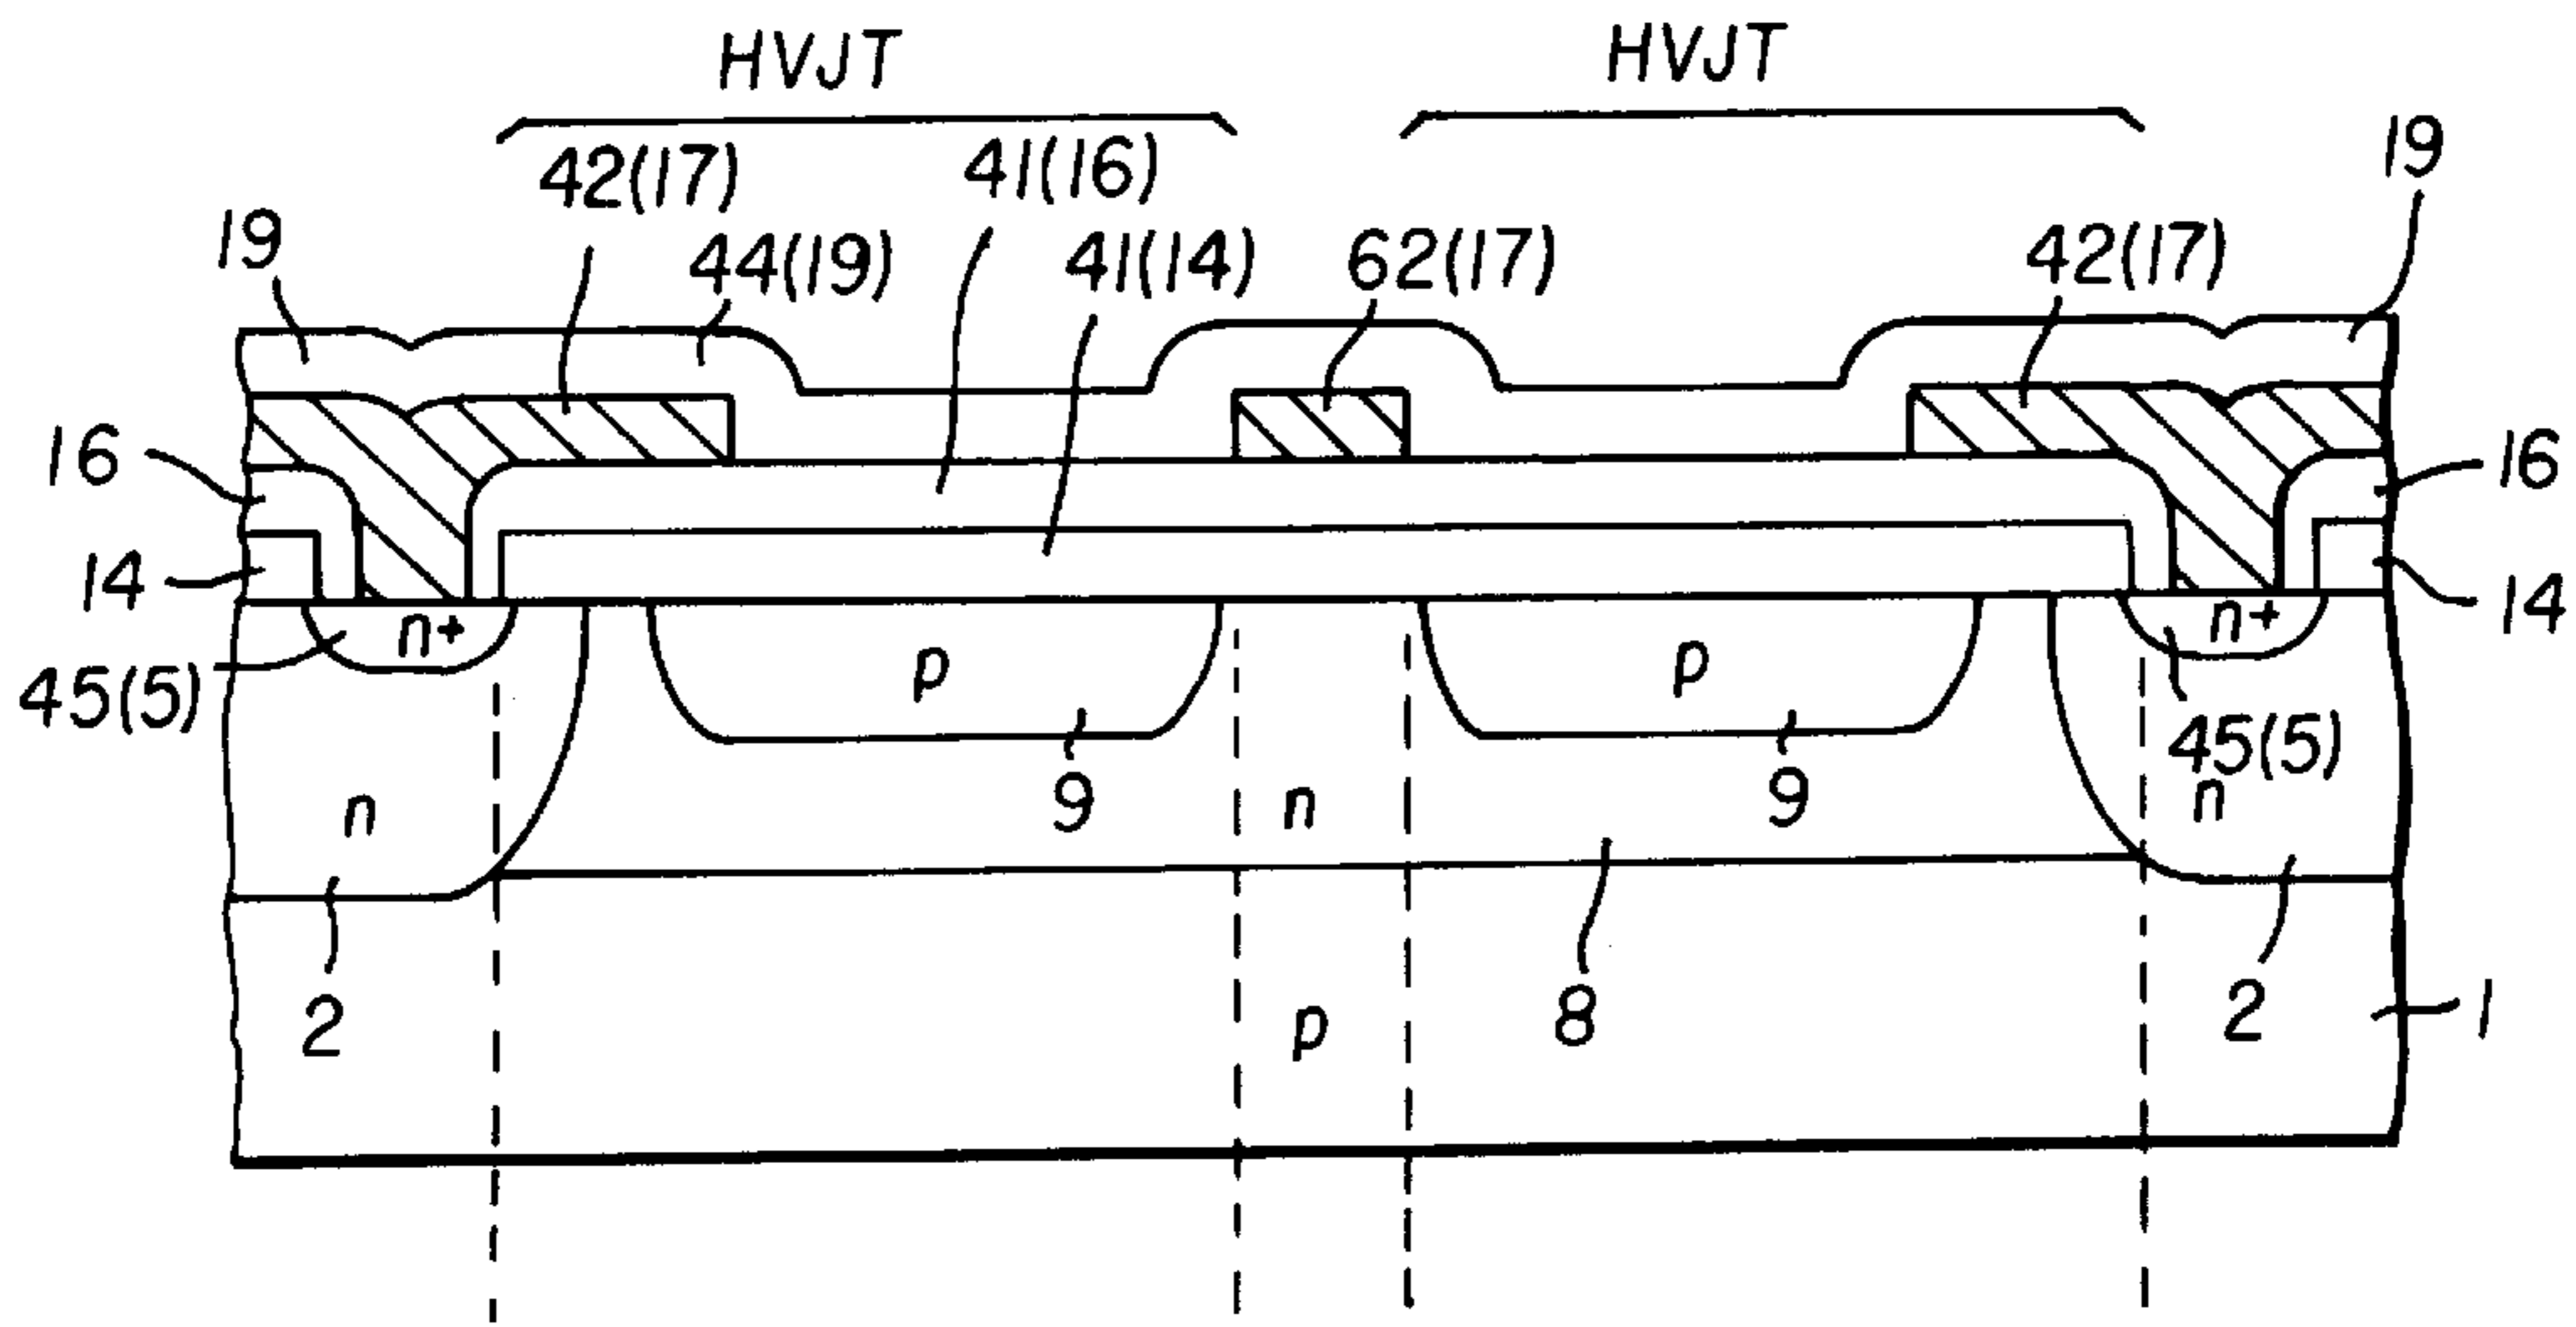 HVJT HVJT
42(17) 41(16) 19
19 44(19) 41(14) 62(17) 42(17)
16 16
14 14
n+ p p n+
45(5) 45(5)
n 9 n 9 n
2 p 8 2 1